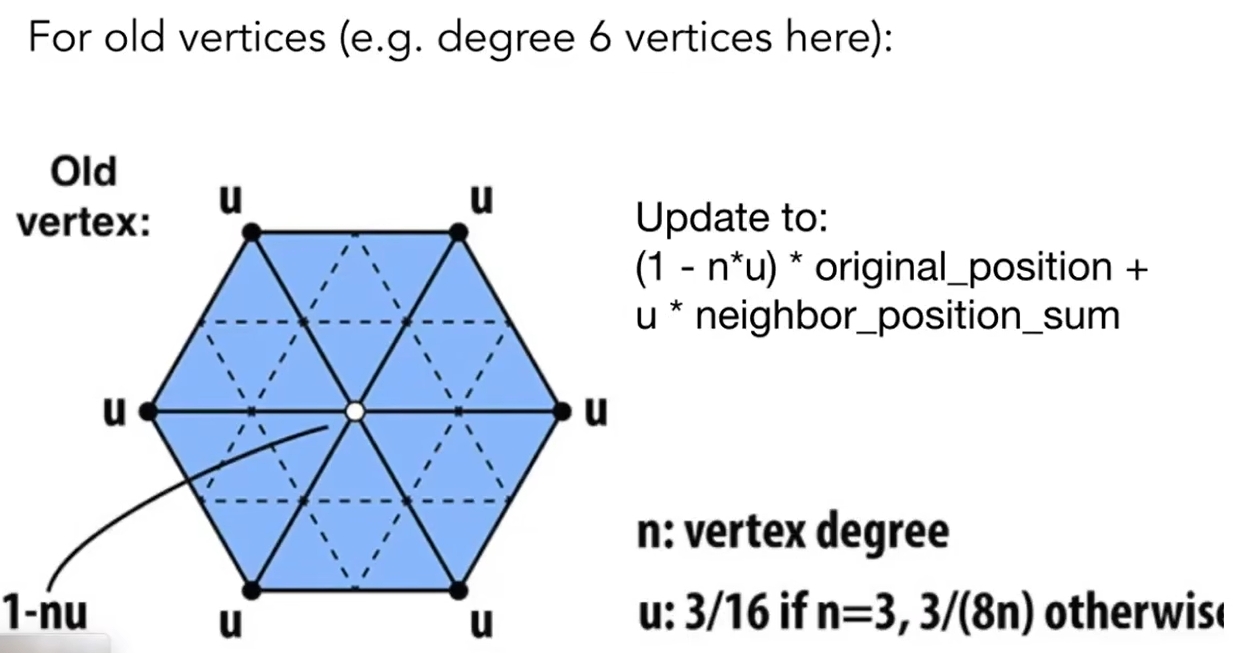 For old vertices (e.g. degree 6 vertices here):
Old
vertex:
u
u
Update to:
(1 - n*u) * original_position +
u * neighbor_position_sum
u
u
n: vertex degree
1-nu
u
u
u: 3/16 if n=3, 3/(8n) otherwise